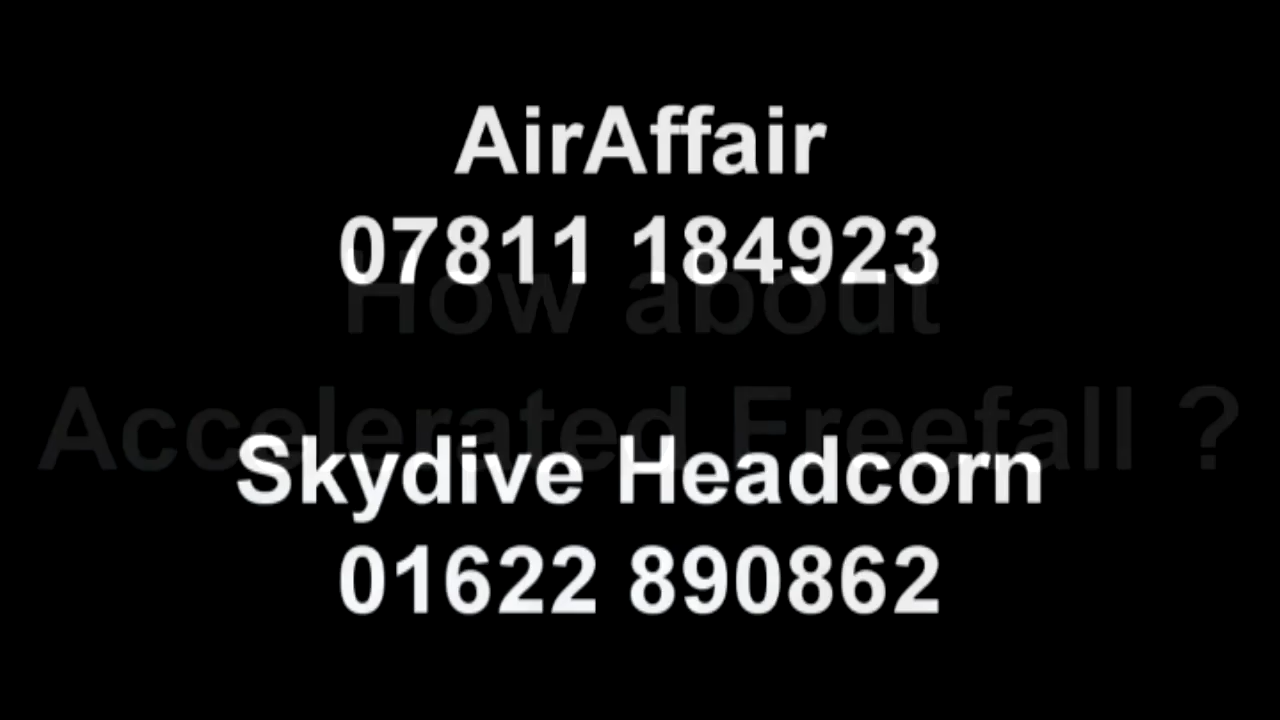 AirAffair
07811 184923
How about
Accelerated Freefall ?
Skydive Headcorn
01622 890862